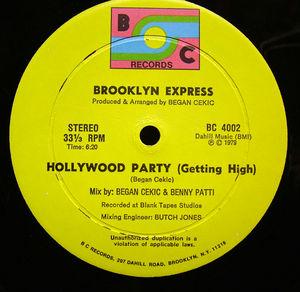 B C
RECORDS
BROOKLYN EXPRESS
Produced & Arranged by BEGAN CEKIC
STEREO
33⅓ RPM
Time: 6:20
BC 4002
Dahill Music (BMI)
℗ © 1979
HOLLYWOOD PARTY (Getting High)
(Began Cekic)
Mix by: BEGAN CEKIC & BENNY PATTI
Recorded at Blank Tapes Studios
Mixing Engineer: BUTCH JONES
Unauthorized duplication is a
violation of applicable laws.
B C RECORDS, 297 DAHILL ROAD, BROOKLYN, N.Y. 11218